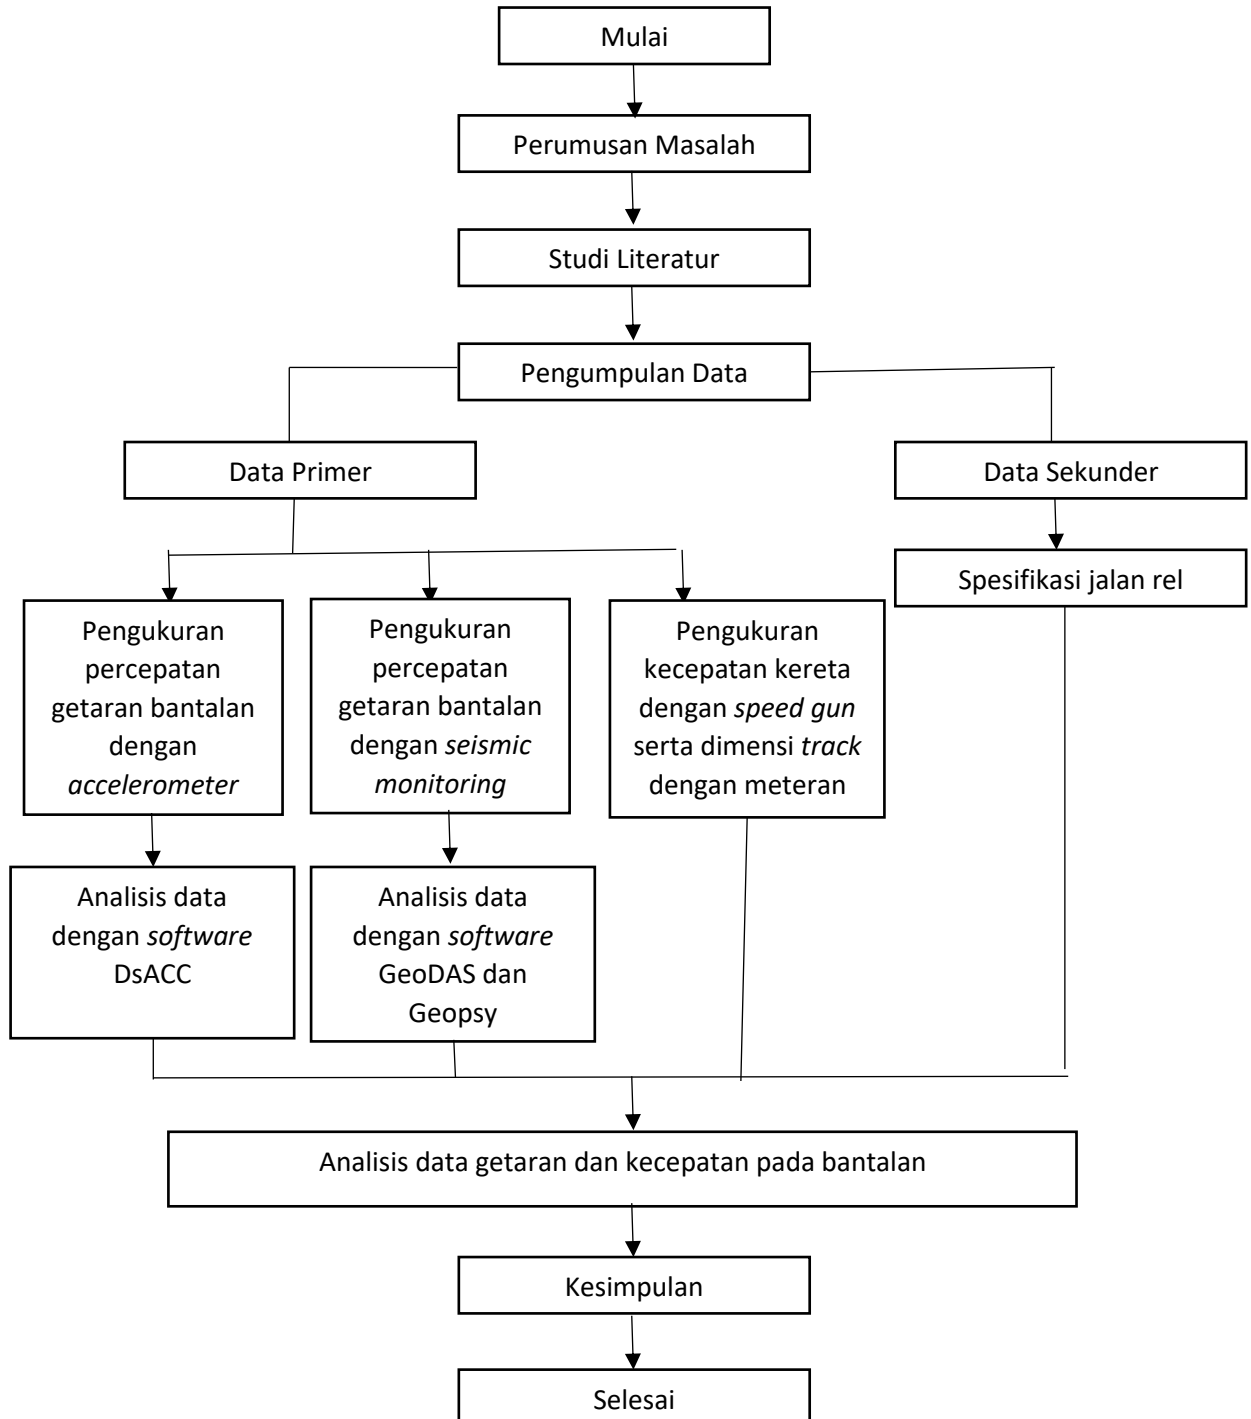 Mulai
Perumusan Masalah
Studi Literatur
Pengumpulan Data
Data Primer
Data Sekunder
Spesifikasi jalan rel
Pengukuran
percepatan
getaran bantalan
dengan
accelerometer
Pengukuran
percepatan
getaran bantalan
dengan seismic
monitoring
Pengukuran
kecepatan kereta
dengan speed gun
serta dimensi track
dengan meteran
Analisis data
dengan software
DsACC
Analisis data
dengan software
GeoDAS dan
Geopsy
Analisis data getaran dan kecepatan pada bantalan
Kesimpulan
Selesai